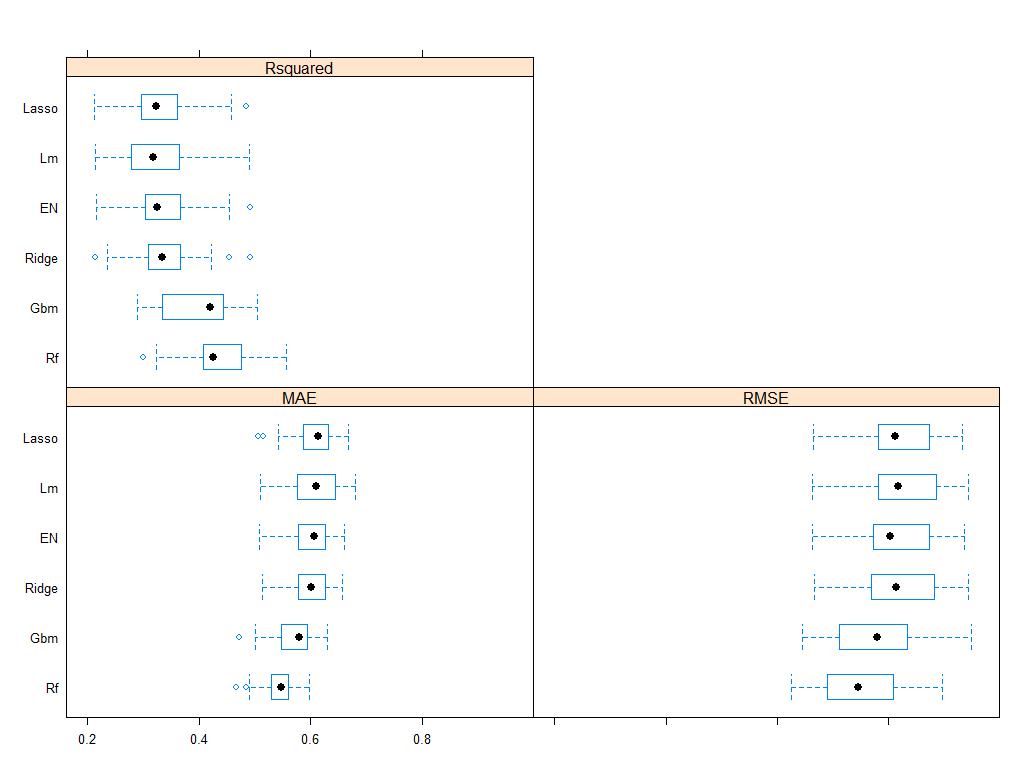 Rsquared
Lasso
Lm
EN
Ridge
Gbm
Rf
MAE
RMSE
Lasso
Lm
EN
Ridge
Gbm
Rf
0.2 0.4 0.6 0.8